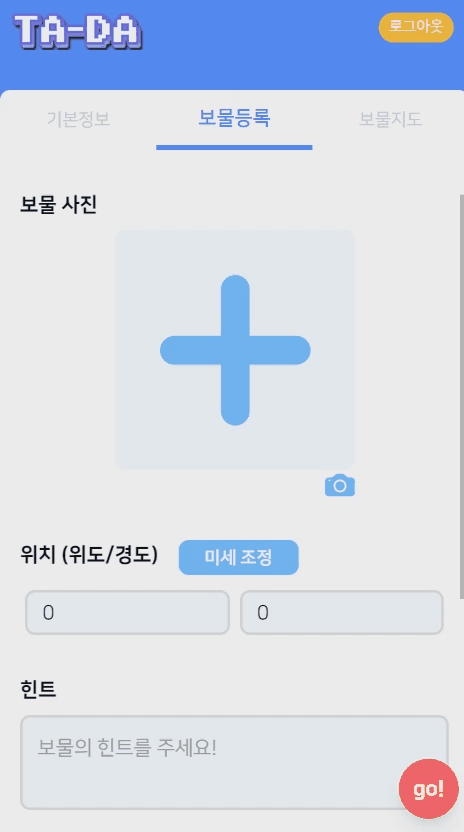 TA-DA
로그아웃
기본정보 보물등록 보물지도
보물 사진
위치 (위도/경도) 미세 조정
0 0
힌트
보물의 힌트를 주세요!
go!